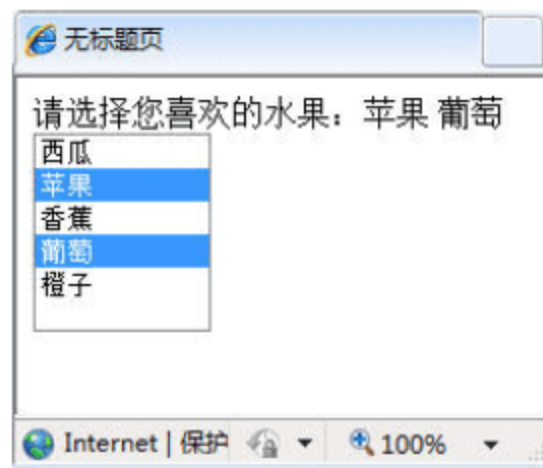 无标题页
请选择您喜欢的水果：苹果 葡萄
西瓜
苹果
香蕉
葡萄
橙子
Internet | 保护
100%